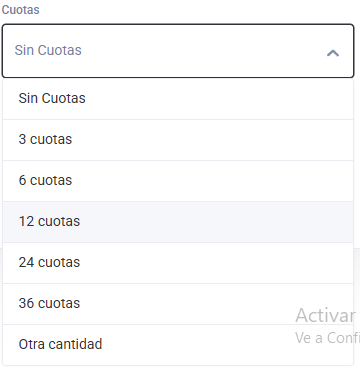 Cuotas
Sin Cuotas
Sin Cuotas
3 cuotas
6 cuotas
12 cuotas
24 cuotas
36 cuotas
Activar
Ve a Confi
Otra cantidad